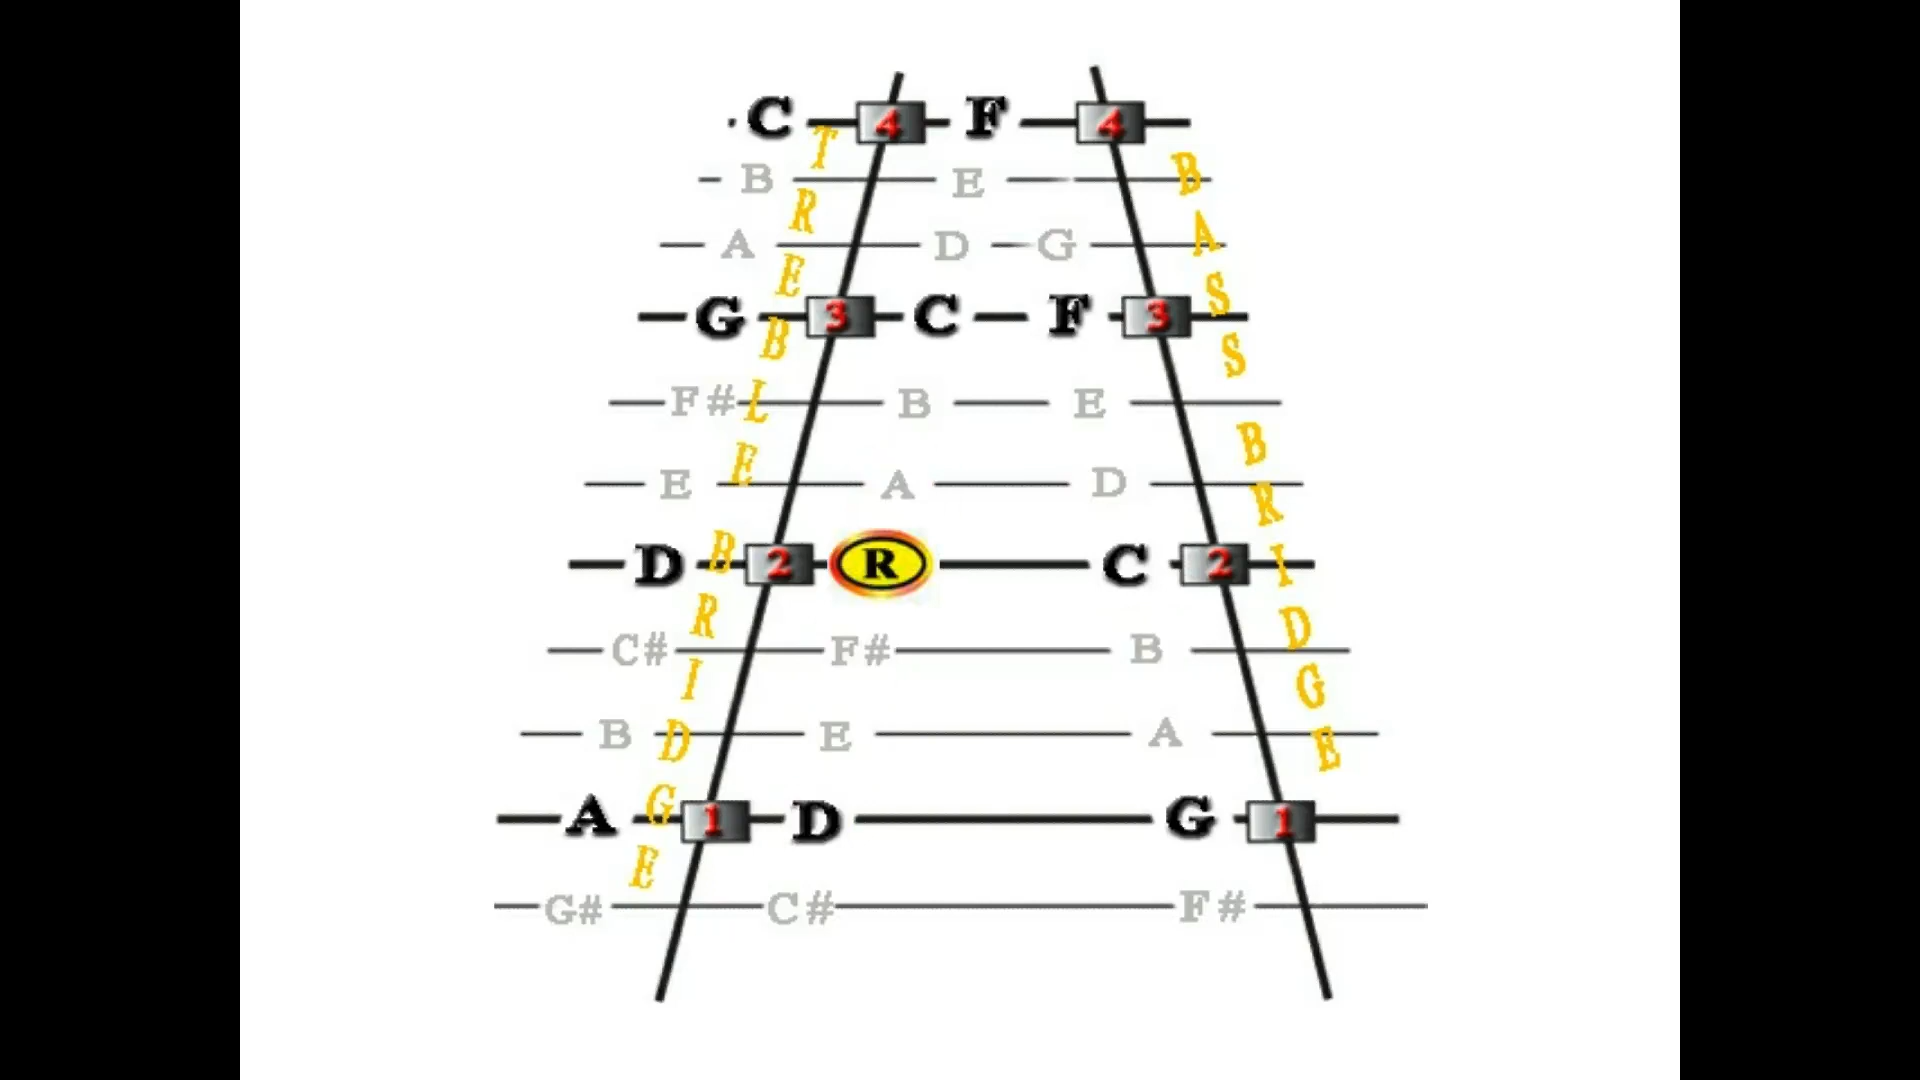 C 4 F 4
B E
A D G
G 3 C F 3
F# B E
E A D
D 2 R C 2
C# F# B
B E A
A 1 D G 1
G# C# F#
TREBLE BRIDGE
BASS BRIDGE